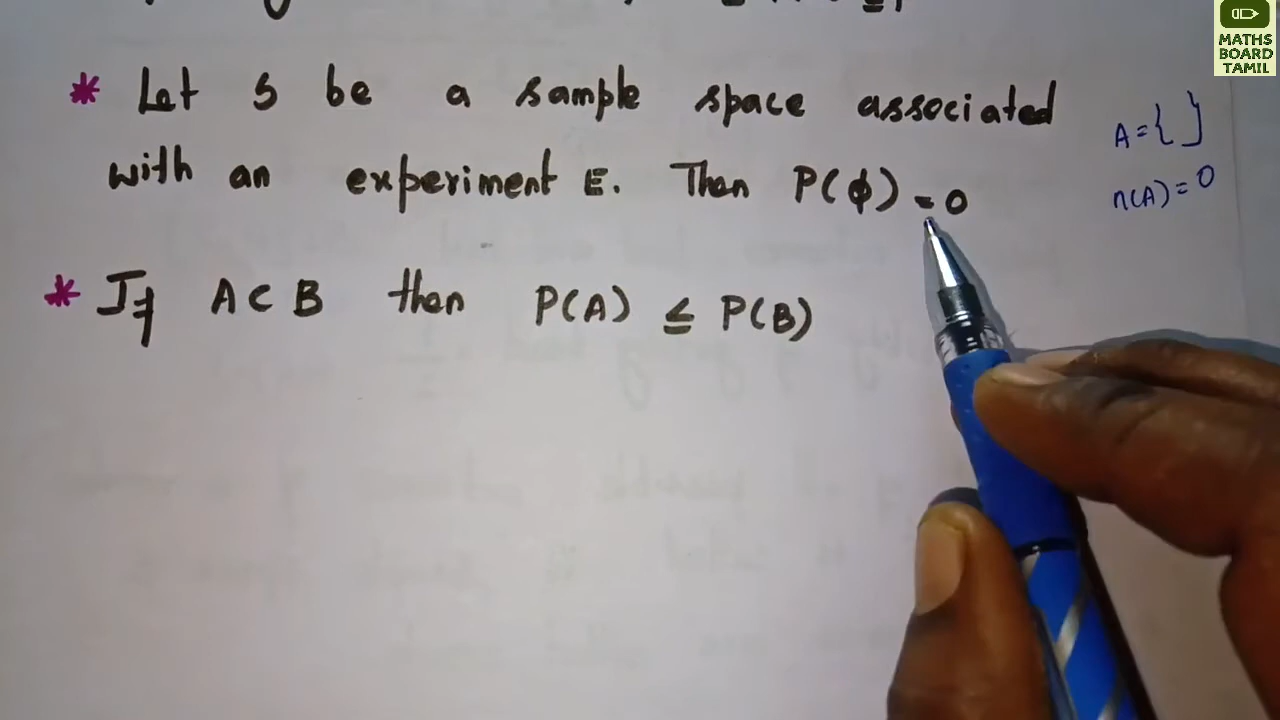 * Let S be a sample space associated
with an experiment E. Then P(ϕ) = 0
* If A ⊂ B then P(A) ≤ P(B)
A = { }
n(A) = 0
MATHS
BOARD
TAMIL